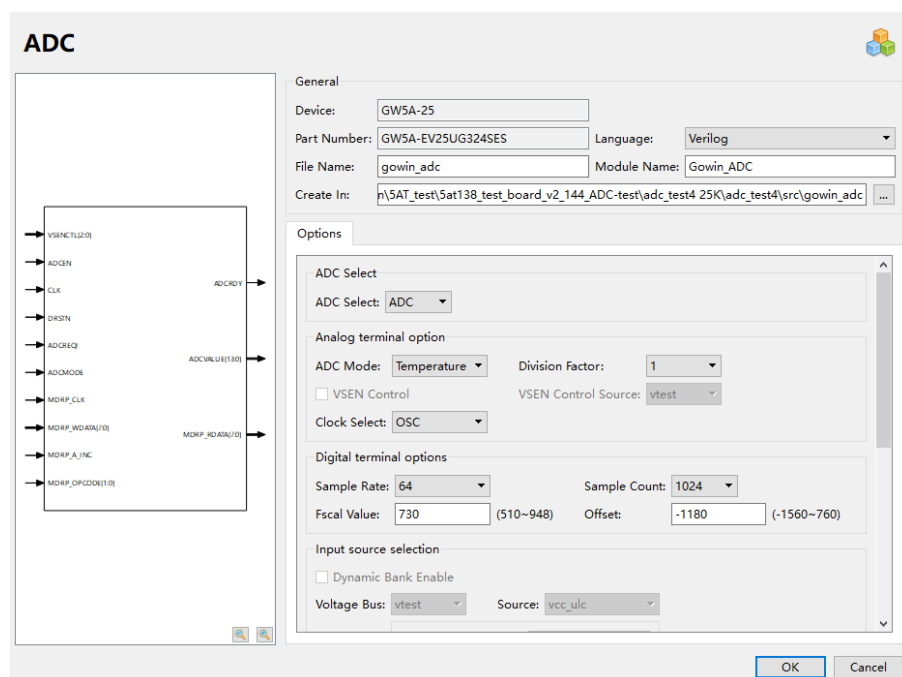 ADC
General
Device: GW5A-25
Part Number: GW5A-EV25UG324SES Language: Verilog
File Name: gowin_adc Module Name: Gowin_ADC
Create In: n\5AT_test\5at138_test_board_v2_144_ADC-test\adc_test4 25K\adc_test4\src\gowin_adc ...
VSENCTL[2:0]
ADCEN
CLK
DRSTN
ADCREQI
ADCMODE
MDRP_CLK
MDRP_WDATA[7:0]
MDRP_A_INC
MDRP_OPCODE[1:0]
ADCRDY
ADCVALUE[13:0]
MDRP_RDATA[7:0]
Options
ADC Select
ADC Select: ADC
Analog terminal option
ADC Mode: Temperature Division Factor: 1
VSEN Control VSEN Control Source: vtest
Clock Select: OSC
Digital terminal options
Sample Rate: 64 Sample Count: 1024
Fscal Value: 730 (510~948) Offset: -1180 (-1560~760)
Input source selection
Dynamic Bank Enable
Voltage Bus: vtest Source: vcc_ulc
OK Cancel